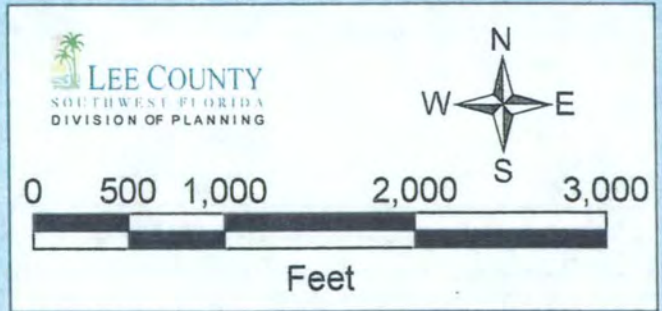 LEE COUNTY
SOUTHWEST FLORIDA
DIVISION OF PLANNING
N
W E
S
0 500 1,000 2,000 3,000
Feet